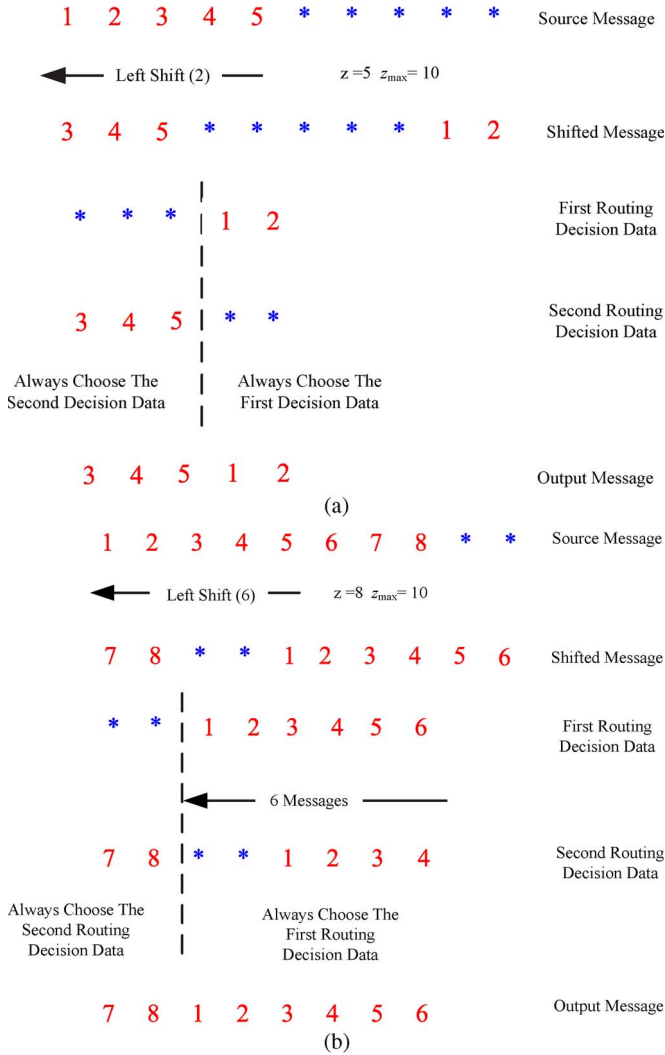 1 2 3 4 5 * * * * * Source Message
Left Shift (2) z =5 z_max= 10
3 4 5 * * * * * 1 2 Shifted Message
* * * 1 2 First Routing
Decision Data
3 4 5 * * Second Routing
Decision Data
Always Choose The Always Choose The
Second Decision Data First Decision Data
3 4 5 1 2 Output Message
(a)
1 2 3 4 5 6 7 8 * * Source Message
Left Shift (6) z =8 z_max= 10
7 8 * * 1 2 3 4 5 6 Shifted Message
* * 1 2 3 4 5 6 First Routing
Decision Data
6 Messages
7 8 * * 1 2 3 4 Second Routing
Decision Data
Always Choose The Always Choose The
Second Routing First Routing
Decision Data Decision Data
7 8 1 2 3 4 5 6 Output Message
(b)